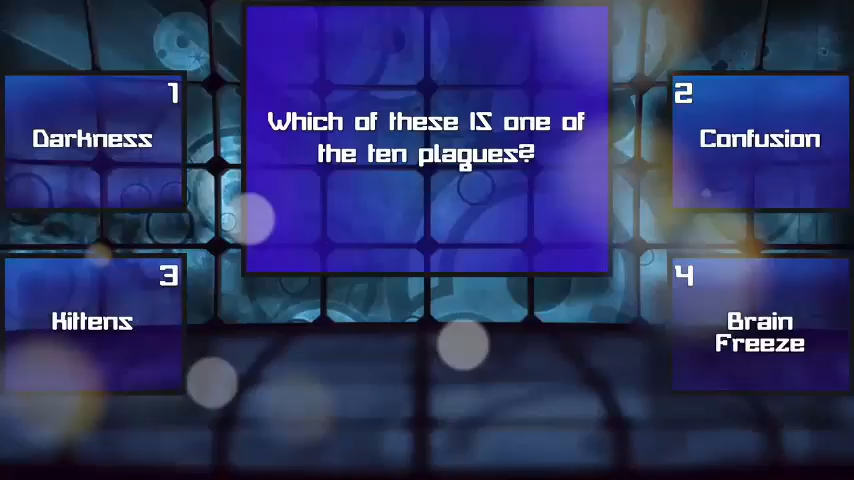 Which of these IS one of
the ten plagues?
1
Darkness
2
Confusion
3
Kittens
4
Brain
Freeze